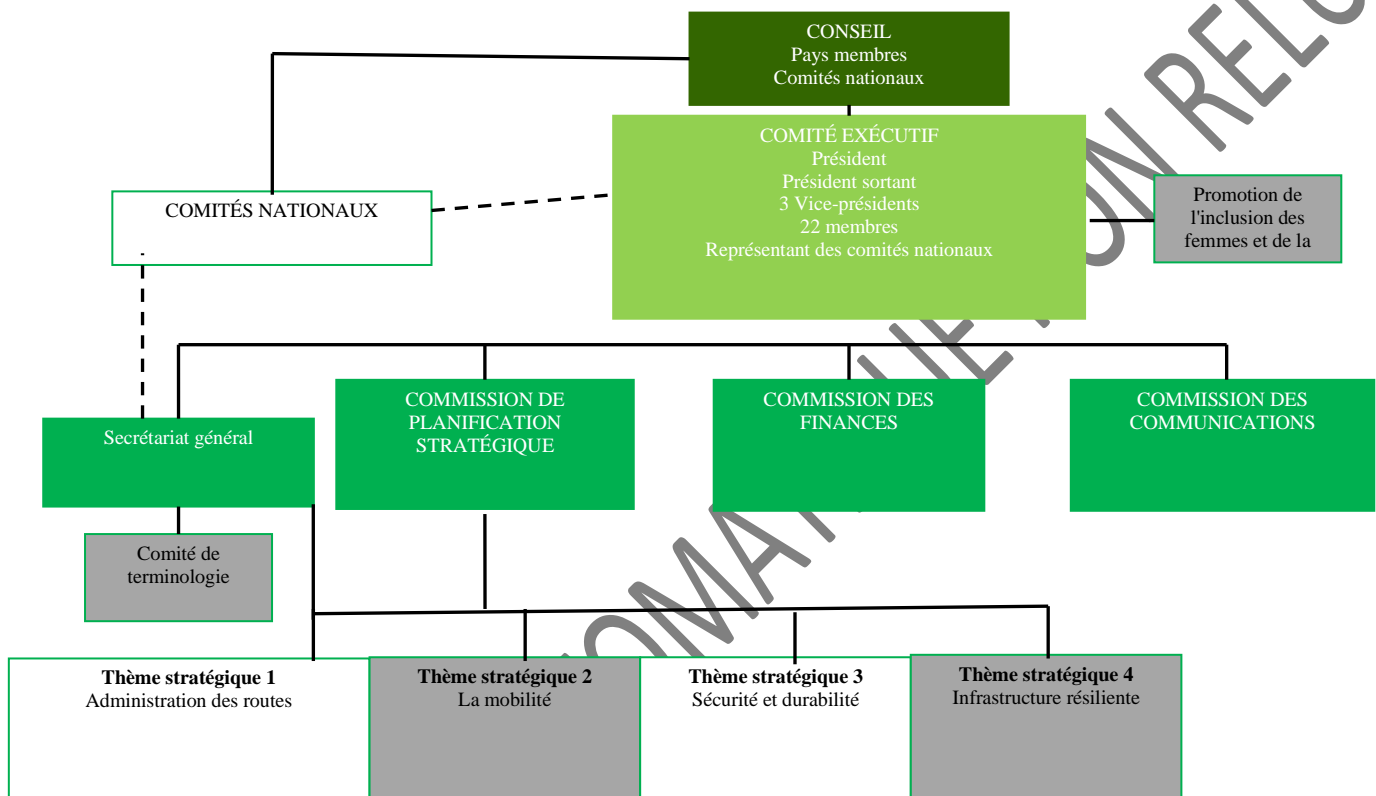 CONSEIL
Pays membres
Comités nationaux
COMITÉ EXÉCUTIF
Président
Président sortant
3 Vice-présidents
22 membres
Représentant des comités nationaux
COMITÉS NATIONAUX
Promotion de
l'inclusion des
femmes et de la
Secrétariat général
COMMISSION DE
PLANIFICATION
STRATÉGIQUE
COMMISSION DES
FINANCES
COMMISSION DES
COMMUNICATIONS
Comité de
terminologie
Thème stratégique 1
Administration des routes
Thème stratégique 2
La mobilité
Thème stratégique 3
Sécurité et durabilité
Thème stratégique 4
Infrastructure résiliente